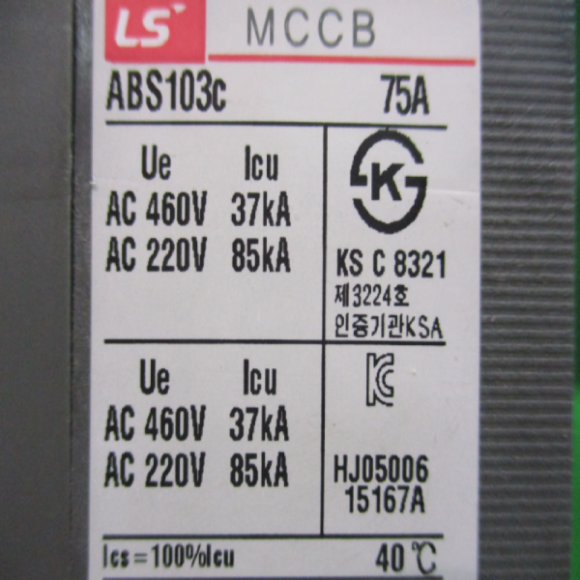 LS MCCB
ABS103c 75A
Ue Icu
AC 460V 37kA
AC 220V 85kA
K
KS C 8321
제3224호
인증기관KSA
Ue Icu
AC 460V 37kA
AC 220V 85kA
KC
HJ05006
15167A
Ics=100%Icu 40℃